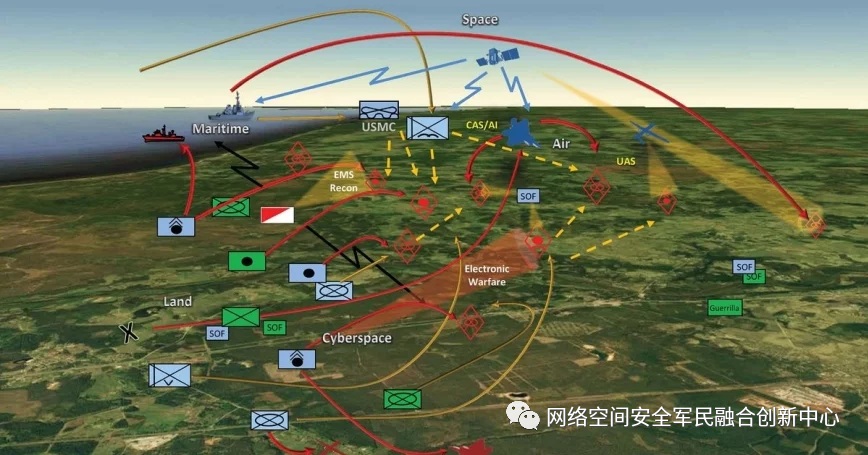 Space
Maritime
USMC
CAS/AI
Air
UAS
EMS
Recon
SOF
Electronic
Warfare
SOF
SOF
Land
Guerrilla
SOF
SOF
Cyberspace
网络空间安全军民融合创新中心